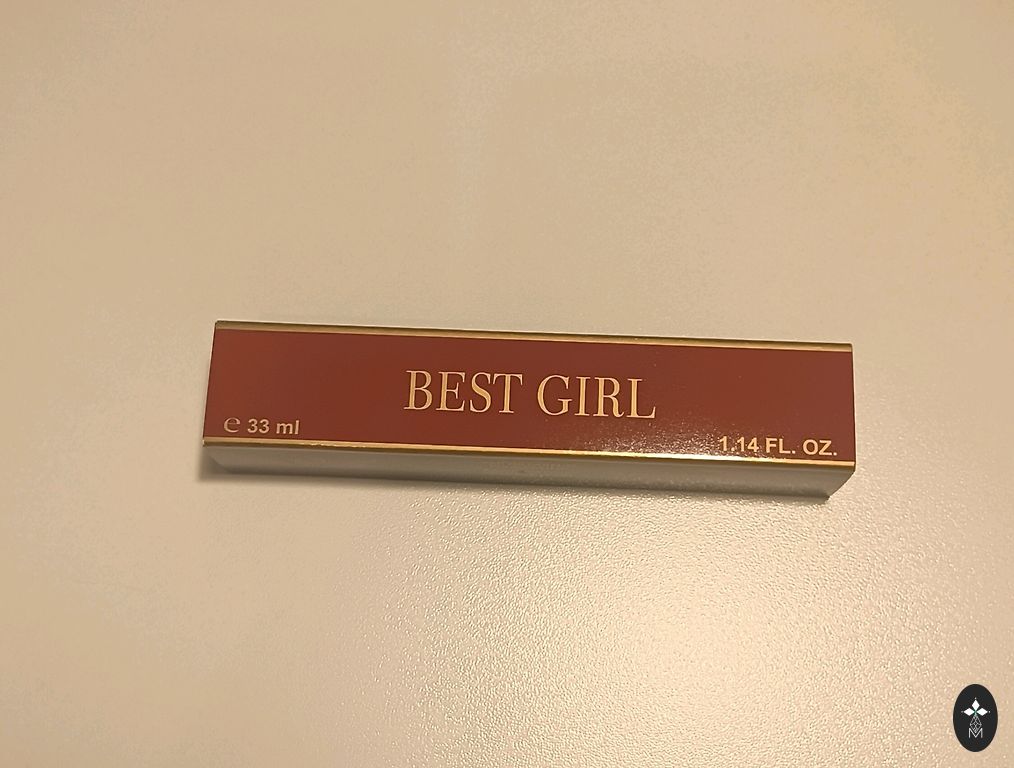 BEST GIRL
℮ 33 ml
1.14 FL. OZ.